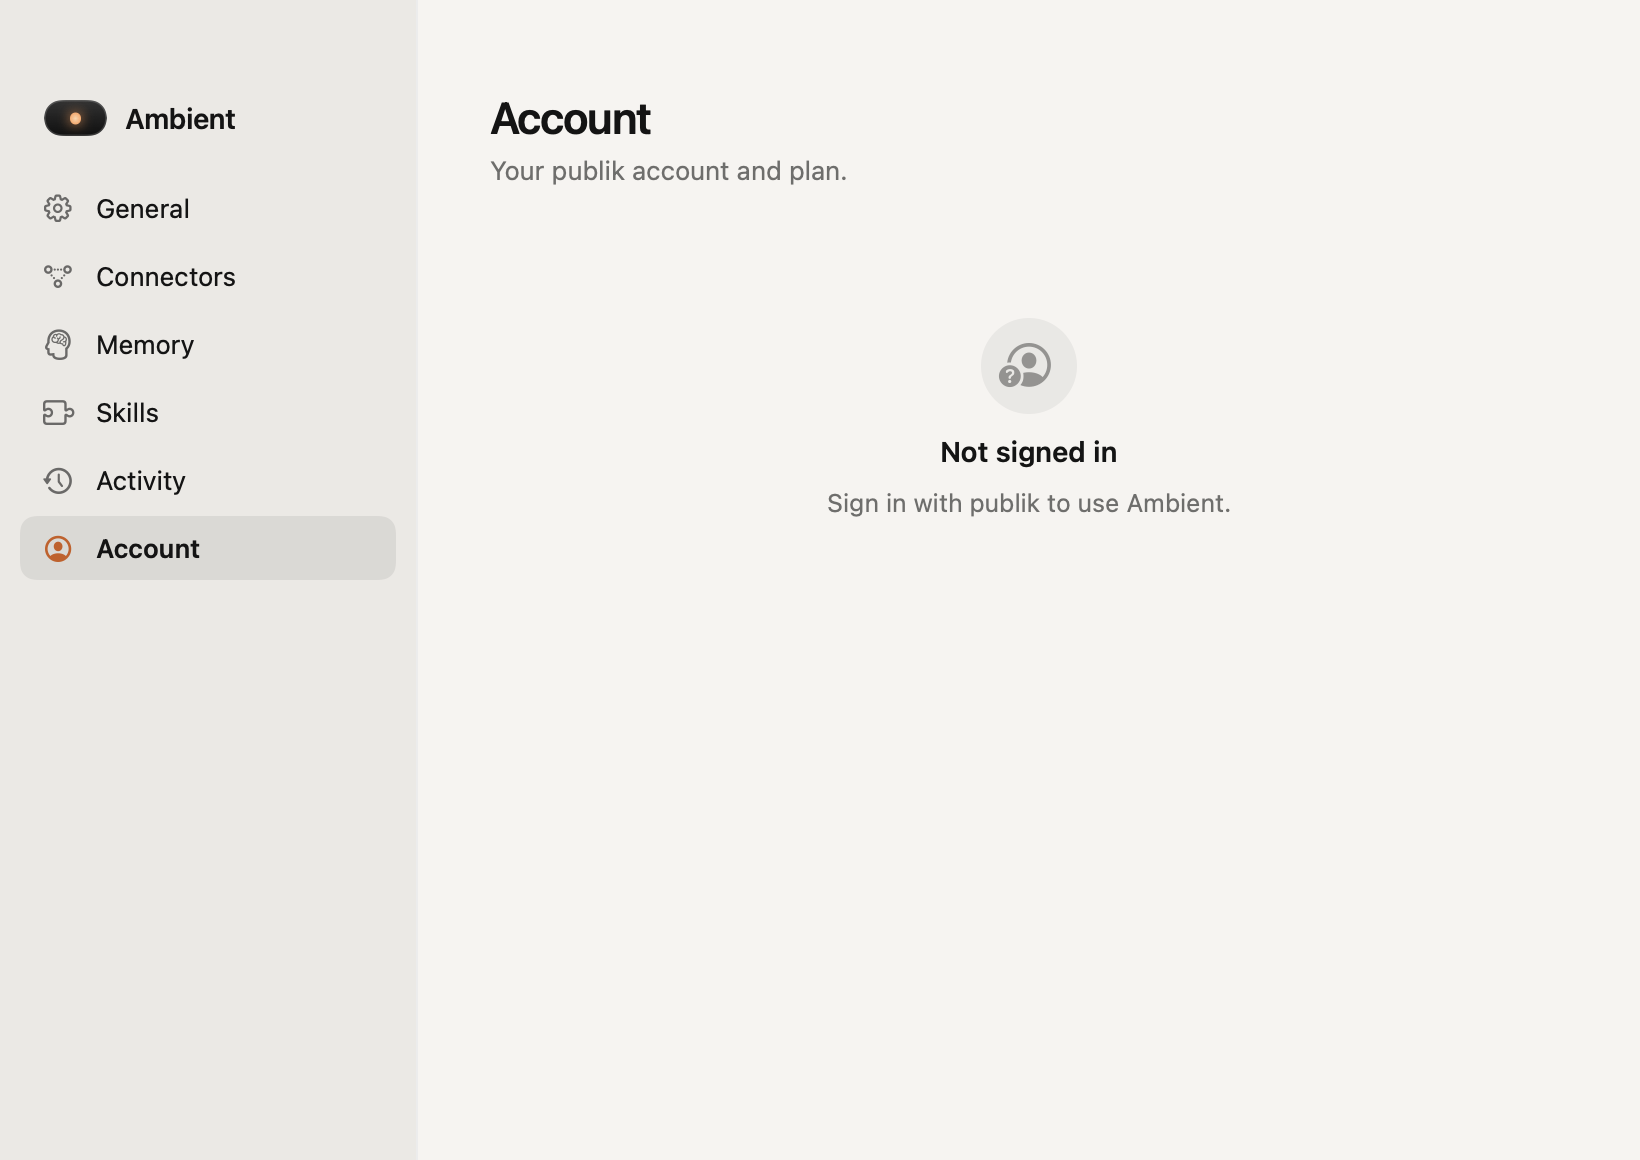 Ambient
General
Connectors
Memory
Skills
Activity
Account
Account
Your publik account and plan.
?
Not signed in
Sign in with publik to use Ambient.